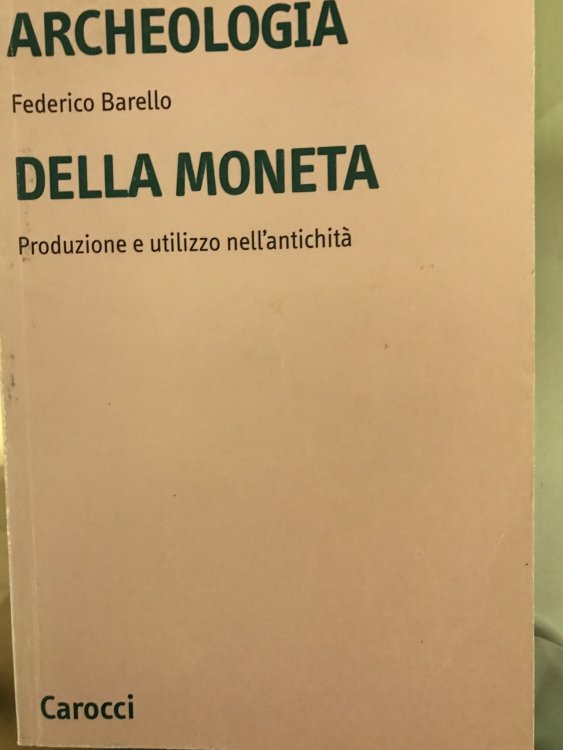 ARCHEOLOGIA
Federico Barello
DELLA MONETA
Produzione e utilizzo nell'antichità
Carocci